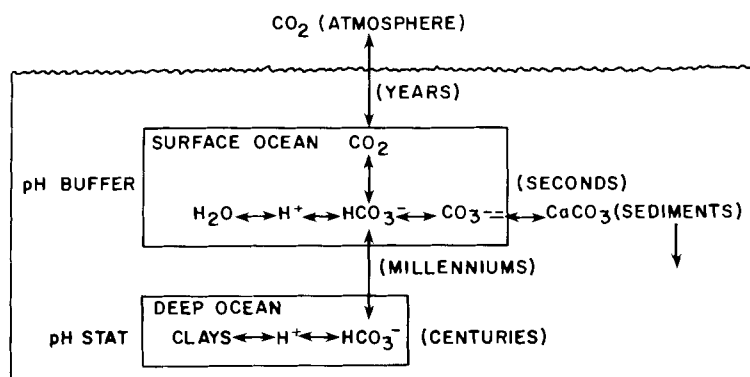 CO₂ (ATMOSPHERE)
(YEARS)
SURFACE OCEAN CO₂
pH BUFFER
(SECONDS)
H₂O ↔ H⁺ ↔ HCO₃⁻ ↔ CO₃⁻⁻ ↔ CaCO₃ (SEDIMENTS)
(MILLENNIUMS)
DEEP OCEAN
pH STAT CLAYS ↔ H⁺ ↔ HCO₃⁻ (CENTURIES)